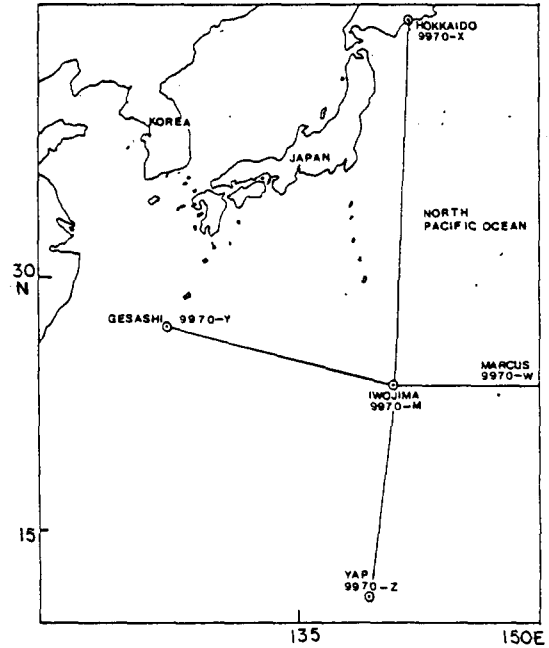 HOKKAIDO
9970-X
KOREA
JAPAN
NORTH
PACIFIC OCEAN
30
N
GESASHI
9970-Y
MARCUS
9970-W
IWOJIMA
9970-M
15
YAP
9970-Z
135
150E